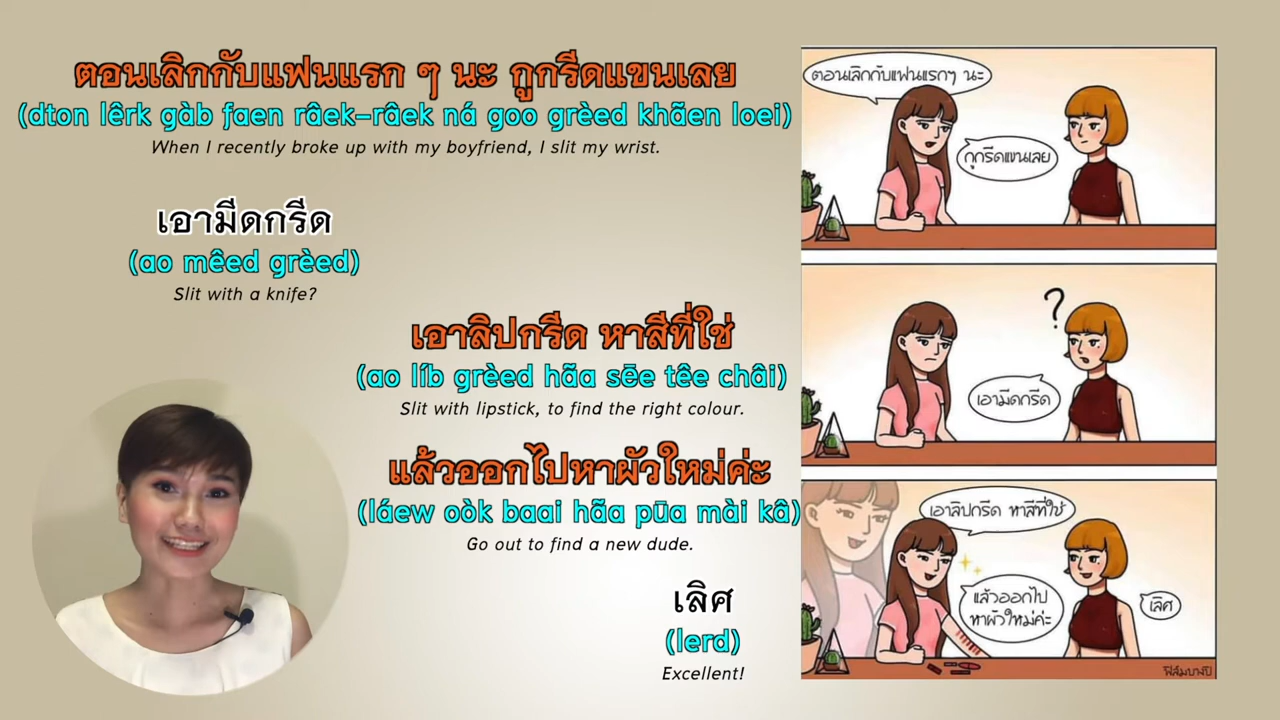 ตอนเลิกกับแฟนแรก ๆ นะ กูกรีดแขนเลย
(dton lêrk gàb faen râek-râek ná goo grèed khãen loei)
When I recently broke up with my boyfriend, I slit my wrist.
เอามีดกรีด
(ao mêed grèed)
Slit with a knife?
เอาลิปกรีด หาสีที่ใช่
(ao líb grèed hãa sēe têe châi)
Slit with lipstick, to find the right colour.
แล้วออกไปหาผัวใหม่ค่ะ
(láew oòk baai hãa pūa mài kâ)
Go out to find a new dude.
เลิศ
(lerd)
Excellent!
ตอนเลิกกับแฟนแรกๆ นะ
กูกรีดแขนเลย
?
เอามีดกรีด
เอาลิปกรีด หาสีที่ใช่
แล้วออกไป
หาผัวใหม่ค่ะ
เลิศ